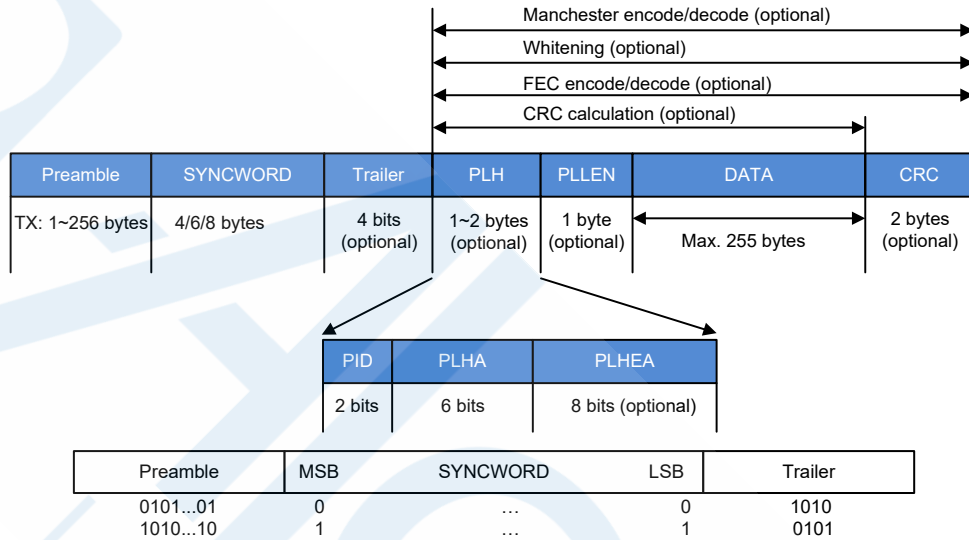 Manchester encode/decode (optional)
Whitening (optional)
FEC encode/decode (optional)
CRC calculation (optional)
Preamble SYNCWORD Trailer PLH PLLEN DATA CRC
TX: 1~256 bytes 4/6/8 bytes 4 bits 1~2 bytes 1 byte 2 bytes
(optional) (optional) (optional) Max. 255 bytes (optional)
PID PLHA PLHEA
2 bits 6 bits 8 bits (optional)
Preamble MSB SYNCWORD LSB Trailer
0101...01 0 ... 0 1010
1010...10 1 ... 1 0101